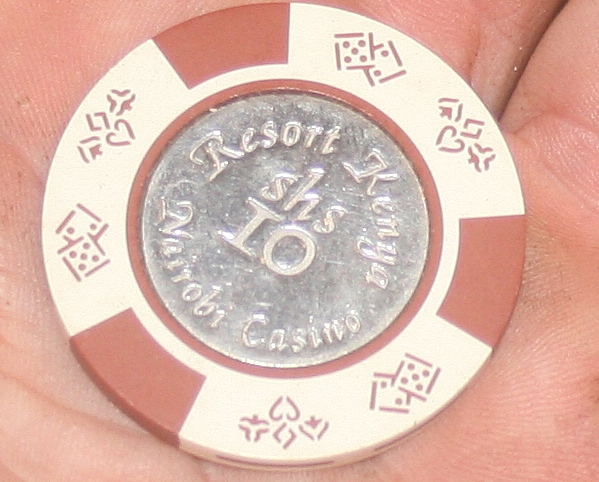 Resort Kenya
shs
10
Nairobi Casino